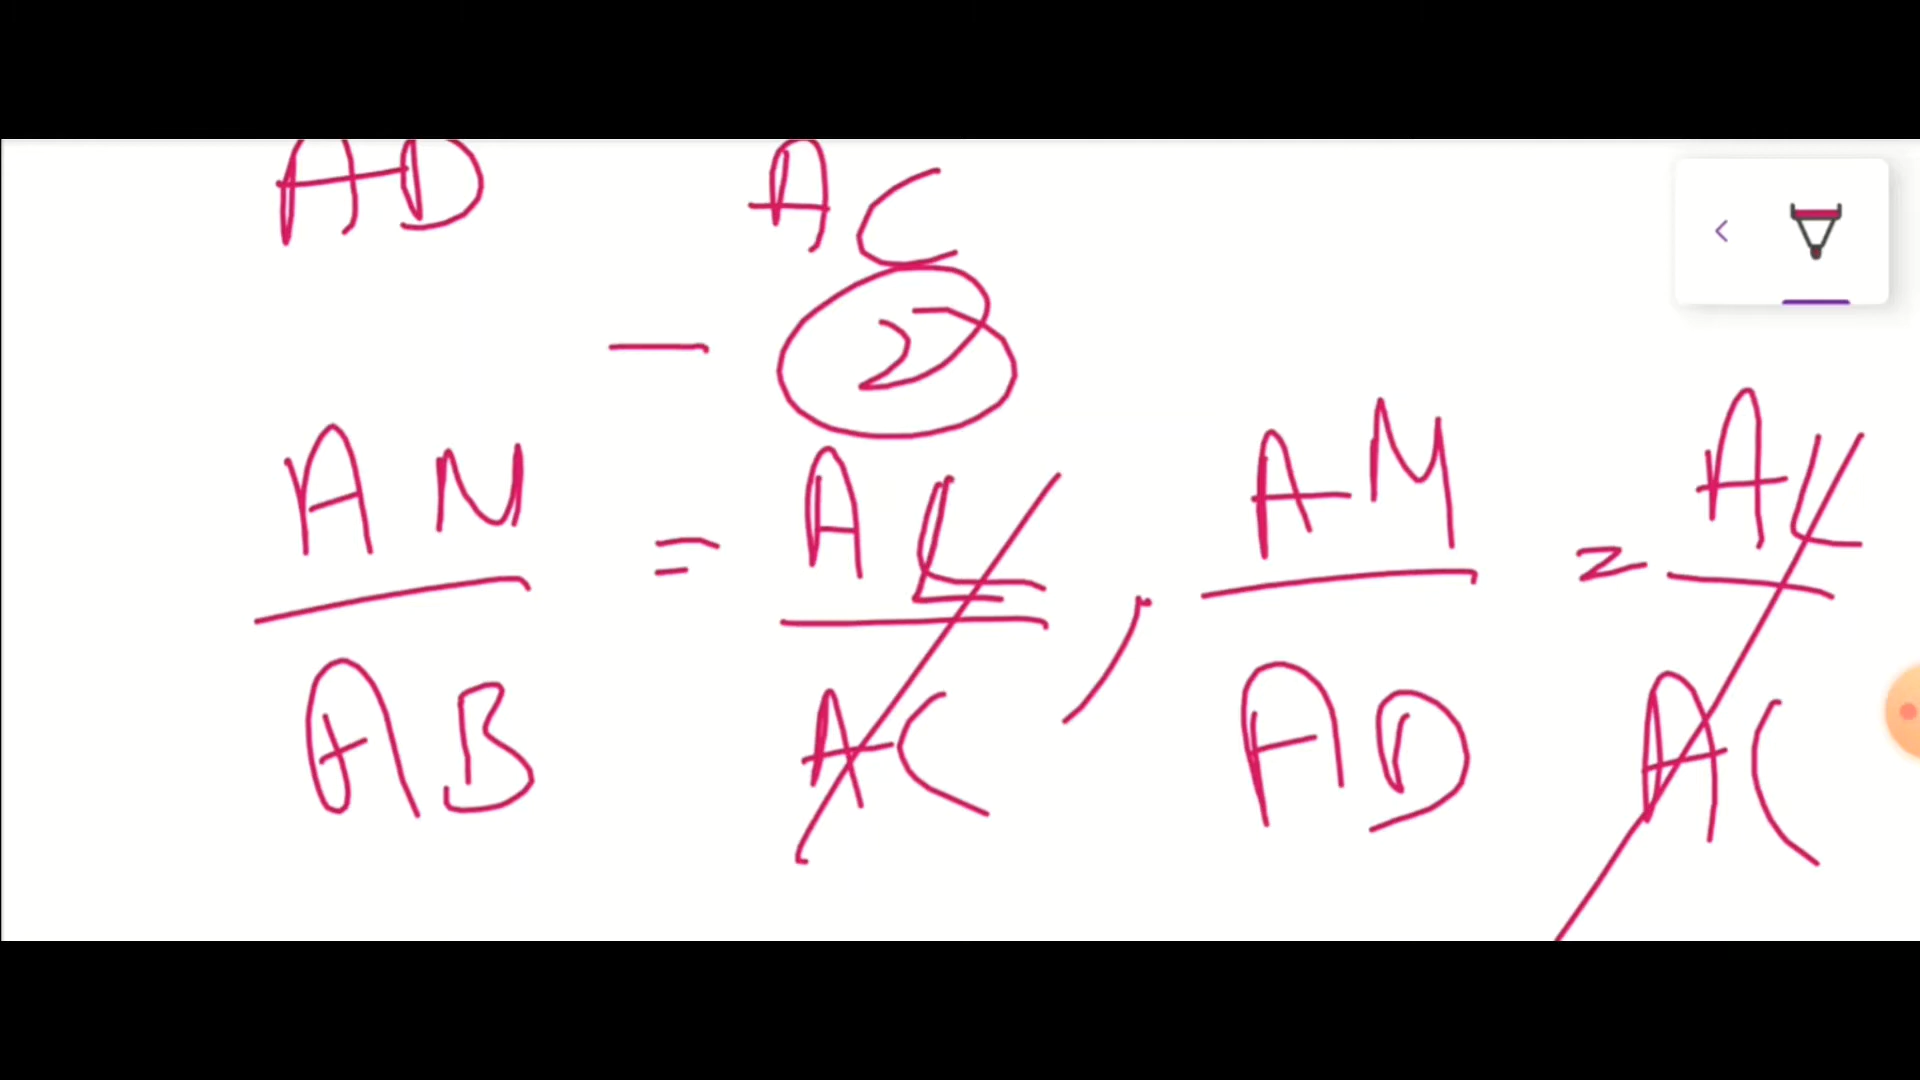 AD AC
— 2
AN = AL , AM = AL
AB AC AD AC